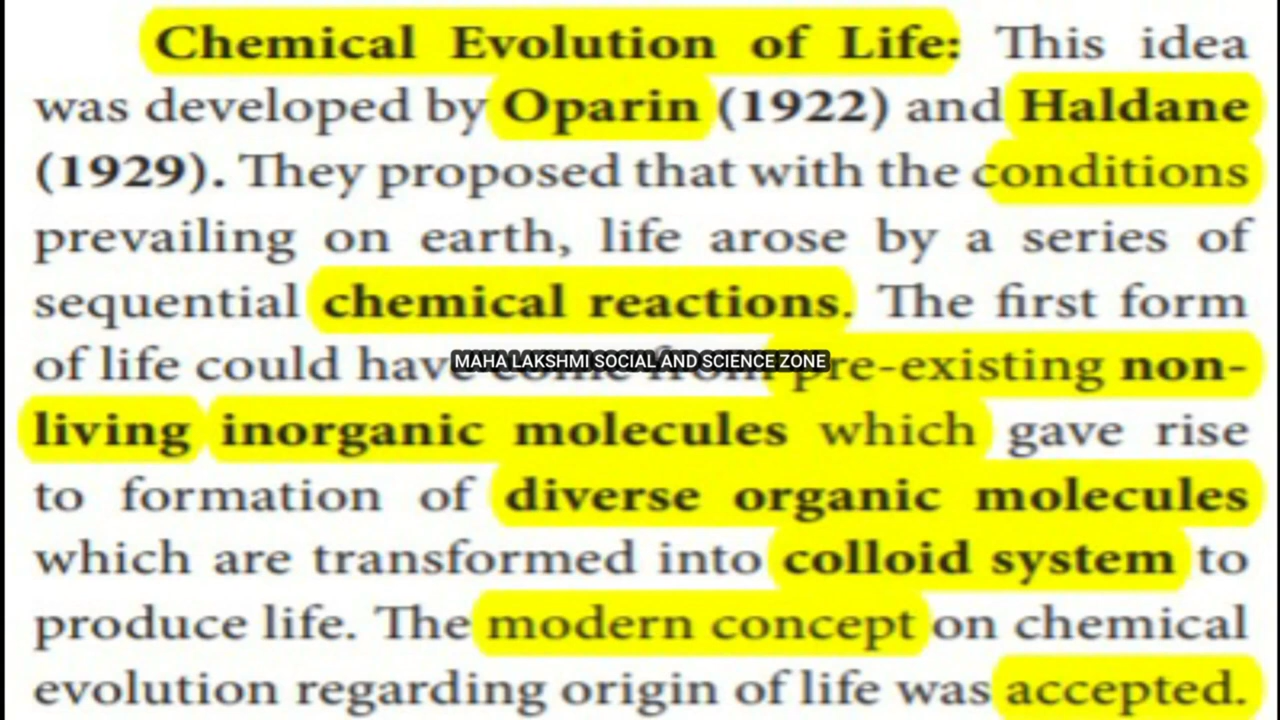 Chemical Evolution of Life: This idea
was developed by Oparin (1922) and Haldane
(1929). They proposed that with the conditions
prevailing on earth, life arose by a series of
sequential chemical reactions. The first form
of life could have come from pre-existing non-
MAHA LAKSHMI SOCIAL AND SCIENCE ZONE
living inorganic molecules which gave rise
to formation of diverse organic molecules
which are transformed into colloid system to
produce life. The modern concept on chemical
evolution regarding origin of life was accepted.